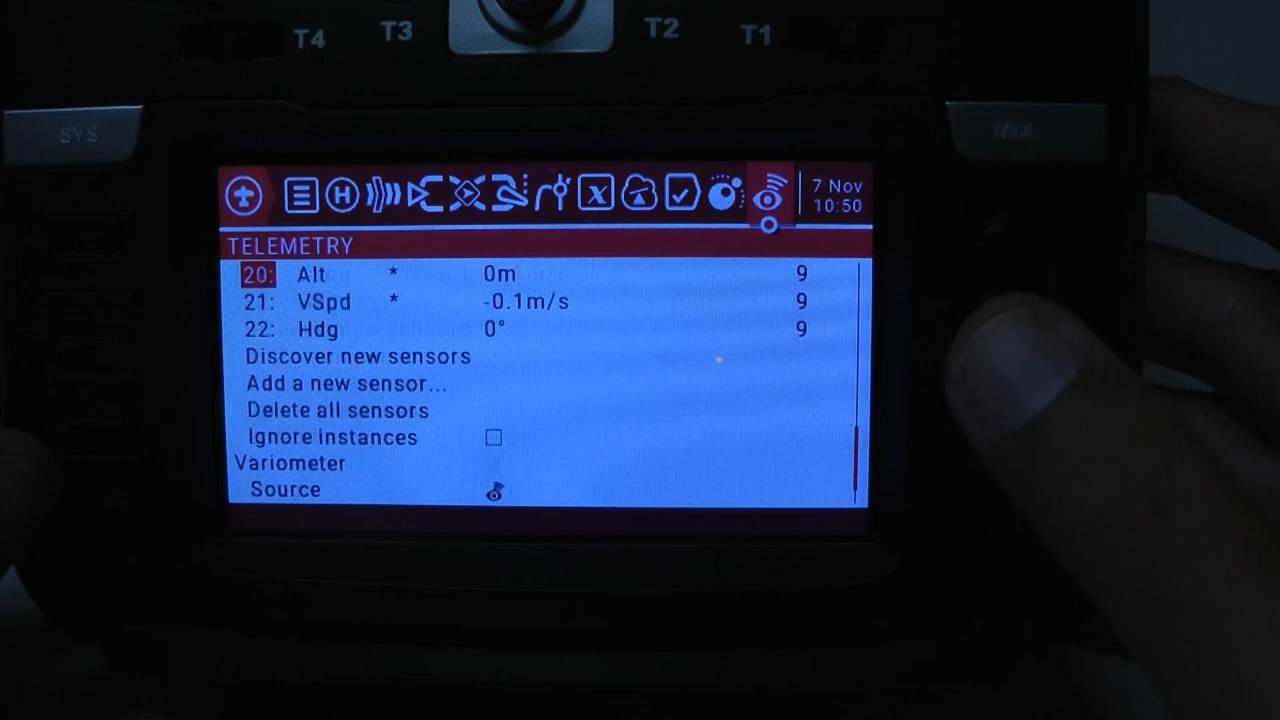 T4 T3 T2 T1
SYS
7 Nov
10:50
TELEMETRY
20: Alt * 0m 9
21: VSpd * -0.1m/s 9
22: Hdg 0° 9
Discover new sensors
Add a new sensor...
Delete all sensors
Ignore instances
Variometer
Source